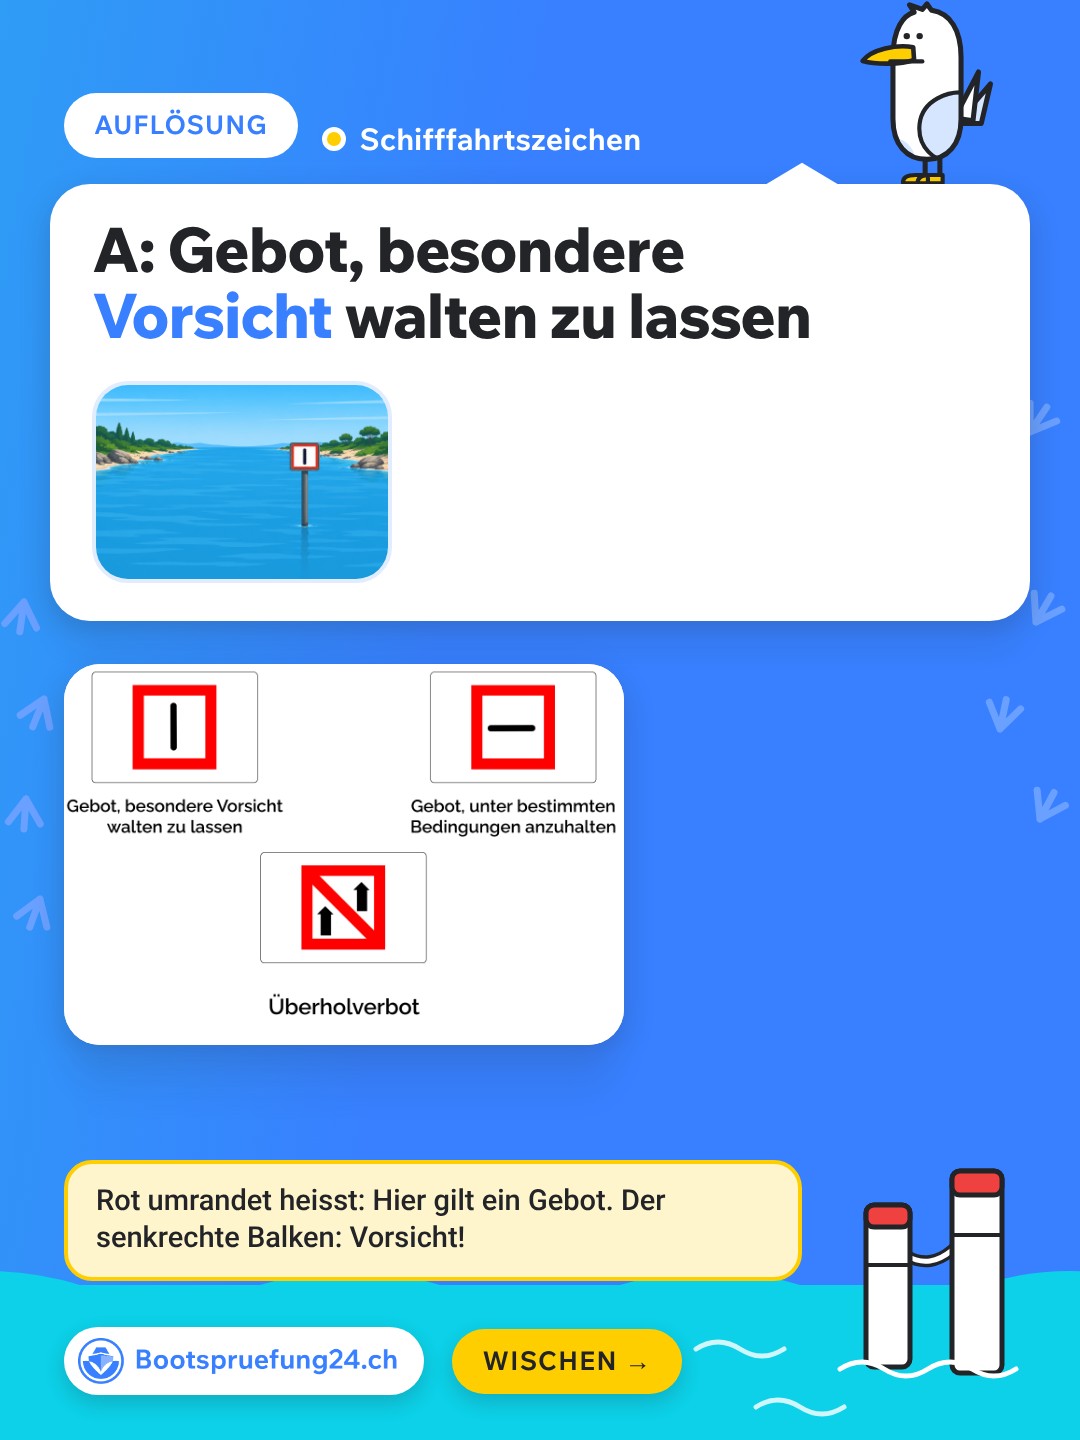 AUFLÖSUNG
Schifffahrtszeichen
A: Gebot, besondere
Vorsicht walten zu lassen
Gebot, besondere Vorsicht
walten zu lassen
Gebot, unter bestimmten
Bedingungen anzuhalten
Überholverbot
Rot umrandet heisst: Hier gilt ein Gebot. Der
senkrechte Balken: Vorsicht!
Bootspruefung24.ch
WISCHEN →